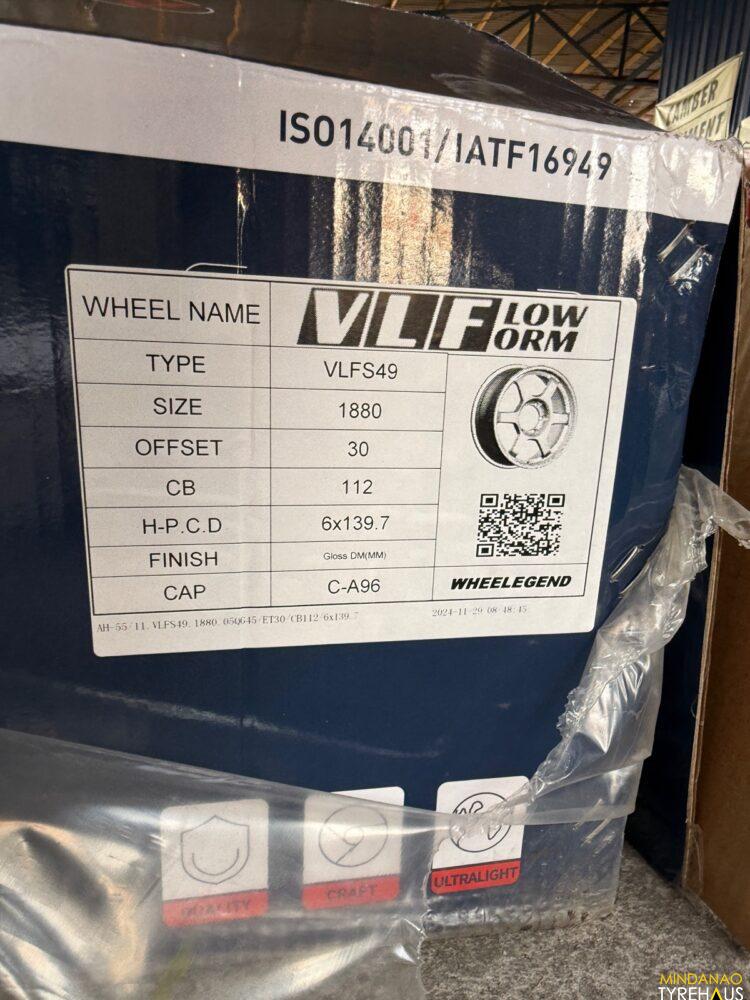 ISO14001/IATF16949
CAMBER
WHEEL NAME VLF LOW FORM
TYPE VLFS49
SIZE 1880
OFFSET 30
CB 112
H-P.C.D 6x139.7
FINISH Gloss DM(MM)
CAP C-A96 WHEELEGEND
AH-55/11.VLFS49.1880.05QG45/ET30/CB112/6x139.7 2024-11-29 08:48:45
QUALITY CRAFT ULTRALIGHT
MINDANAO
TYREHAUS